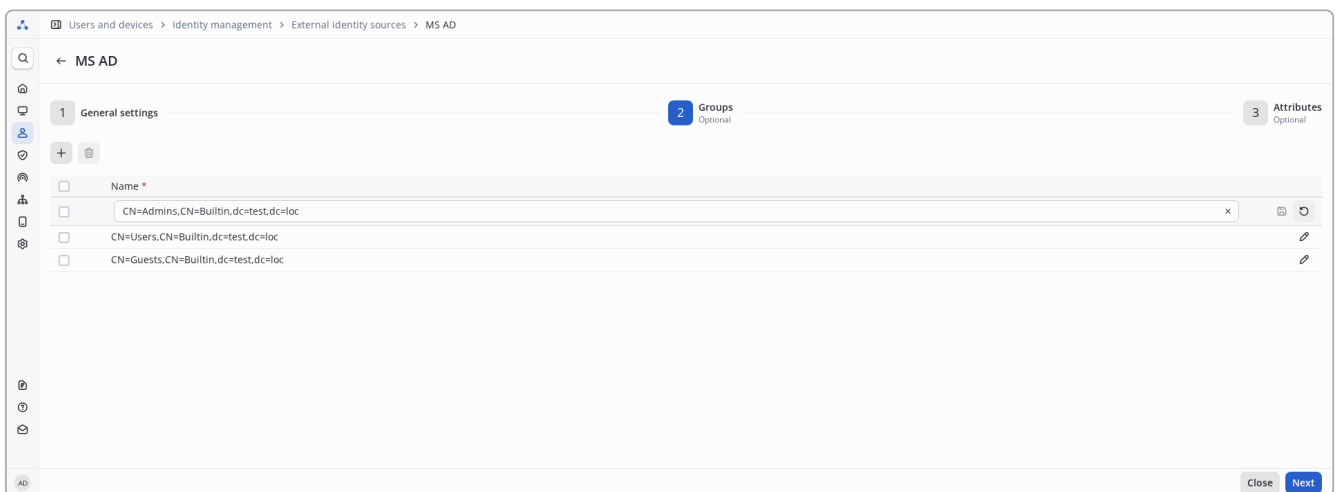 Users and devices > Identity management > External identity sources > MS AD
← MS AD
1 General settings
2 Groups
Optional
3 Attributes
Optional
Name *
CN=Admins,CN=Builtin,dc=test,dc=loc
CN=Users,CN=Builtin,dc=test,dc=loc
CN=Guests,CN=Builtin,dc=test,dc=loc
AD
Close Next